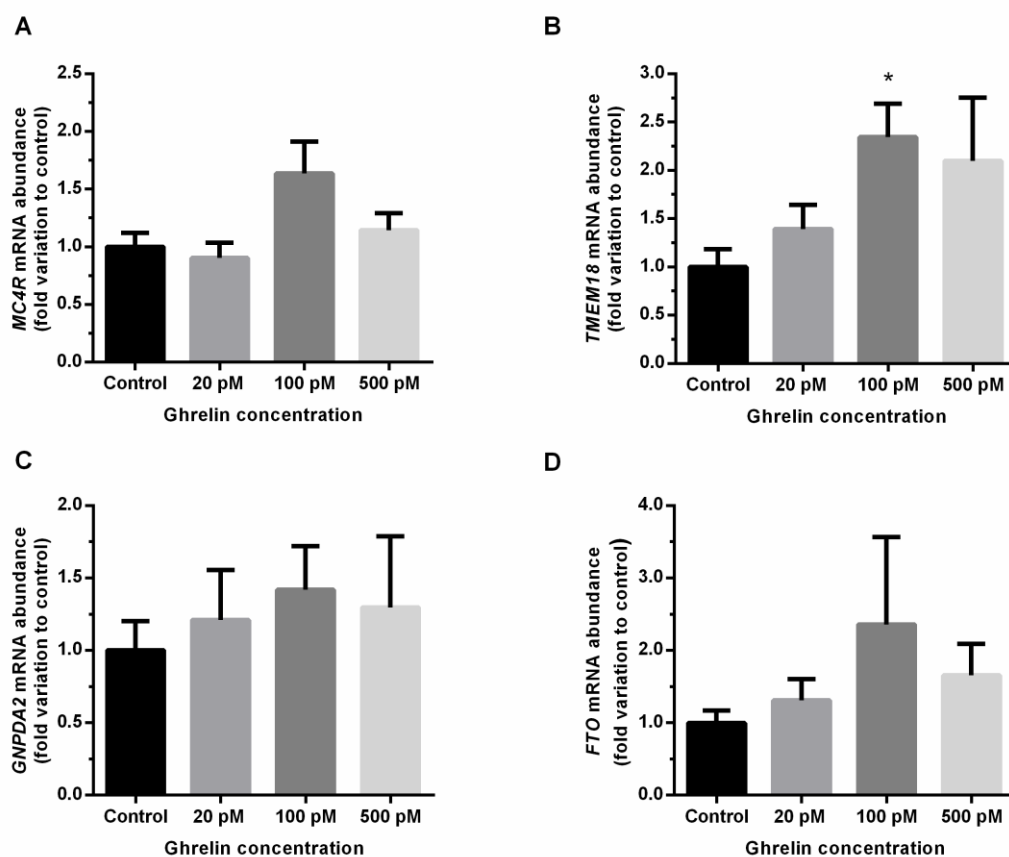 A
MC4R mRNA abundance
(fold variation to control)
2.5
2.0
1.5
1.0
0.5
0.0
Control 20 pM 100 pM 500 pM
Ghrelin concentration
B
TMEM18 mRNA abundance
(fold variation to control)
3.0
2.5
2.0
1.5
1.0
0.5
0.0
*
Control 20 pM 100 pM 500 pM
Ghrelin concentration
C
GNPDA2 mRNA abundance
(fold variation to control)
2.0
1.5
1.0
0.5
0.0
Control 20 pM 100 pM 500 pM
Ghrelin concentration
D
FTO mRNA abundance
(fold variation to control)
4.0
3.0
2.0
1.0
0.0
Control 20 pM 100 pM 500 pM
Ghrelin concentration